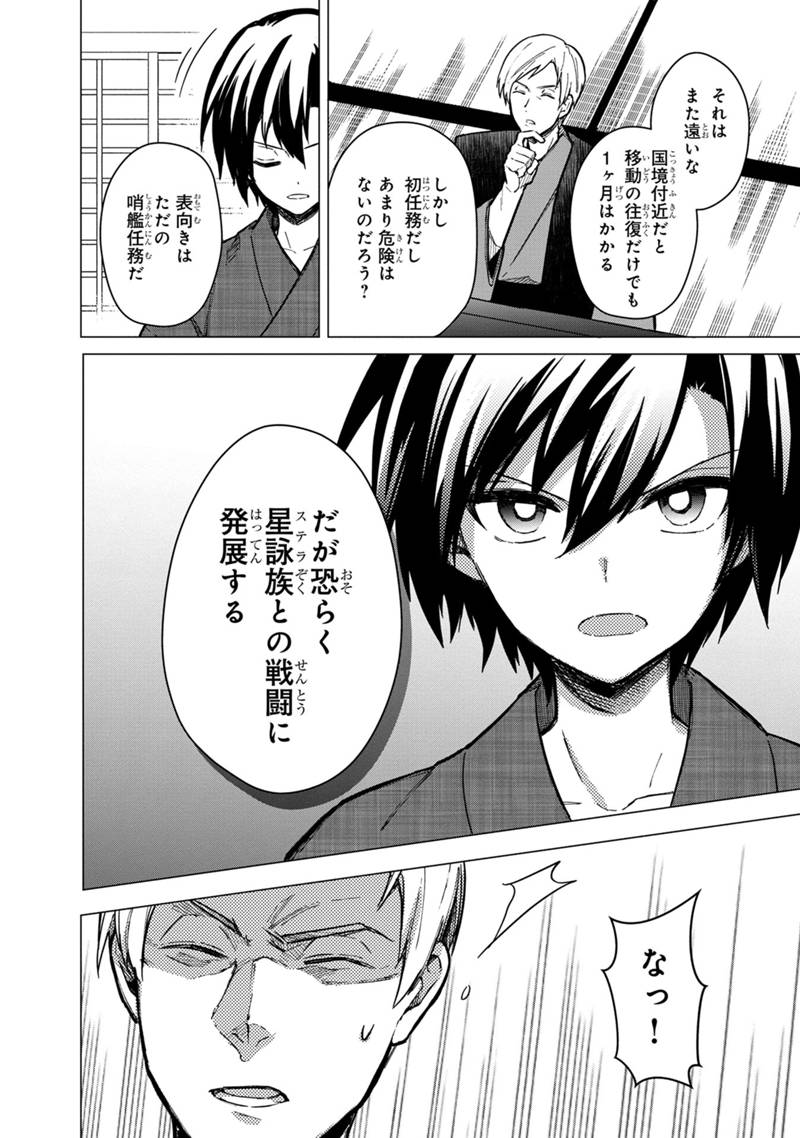 それは
また遠いな
国境付近だと
移動の往復だけでも
1ヶ月はかかる
しかし
初任務だし
あまり危険は
ないのだろう?
表向きは
ただの
哨艦任務だ
だが恐らく
星詠族との戦闘に
発展する
なっ!